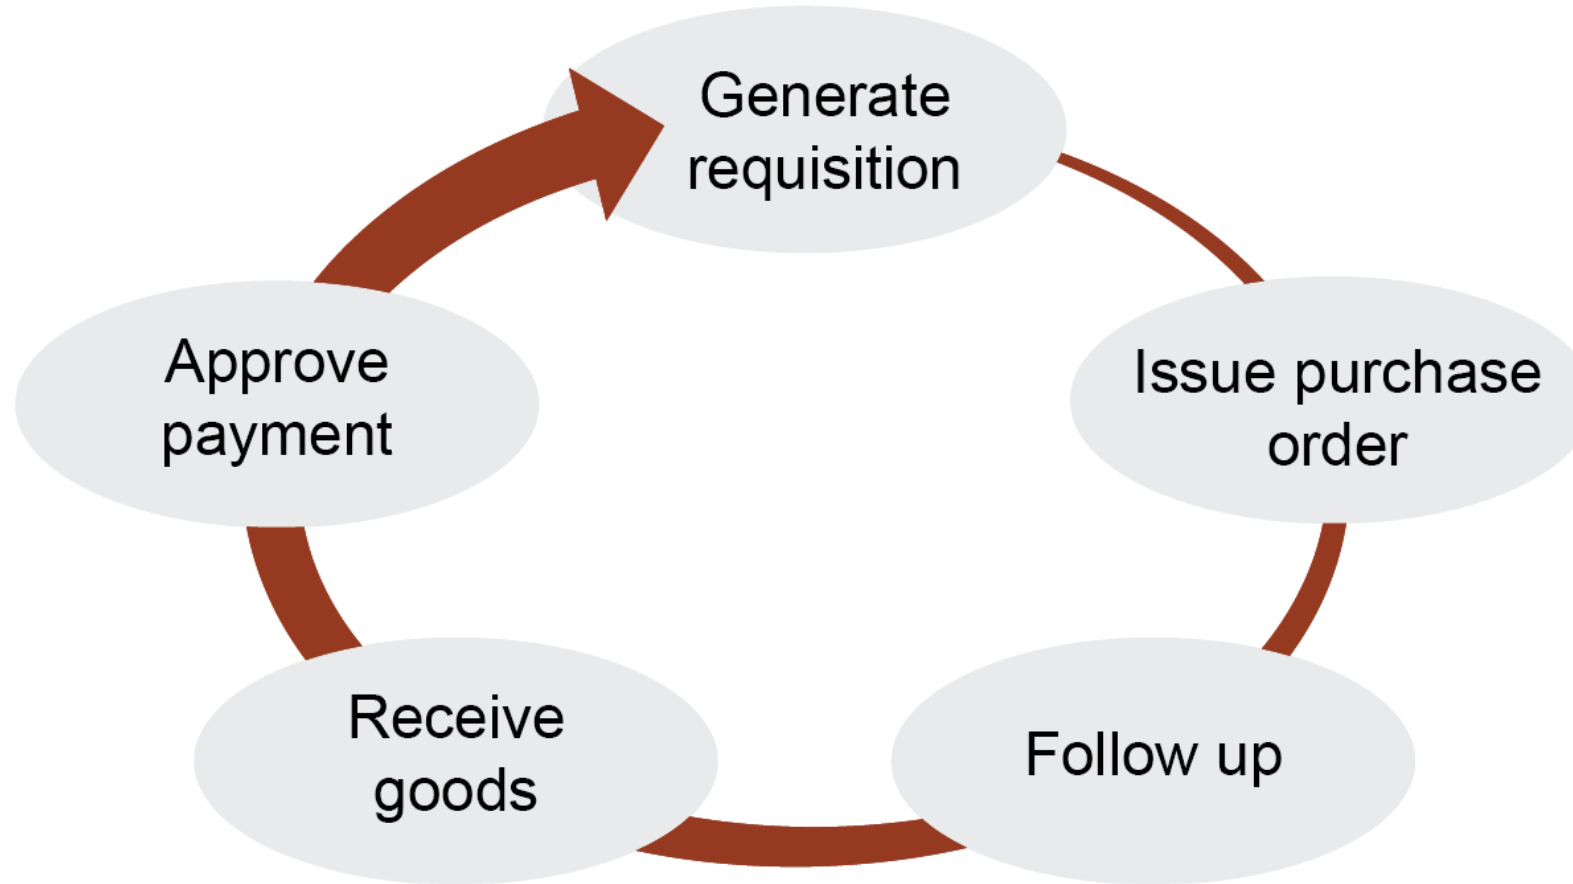 Generate
requisition
Issue purchase
order
Follow up
Receive
goods
Approve
payment